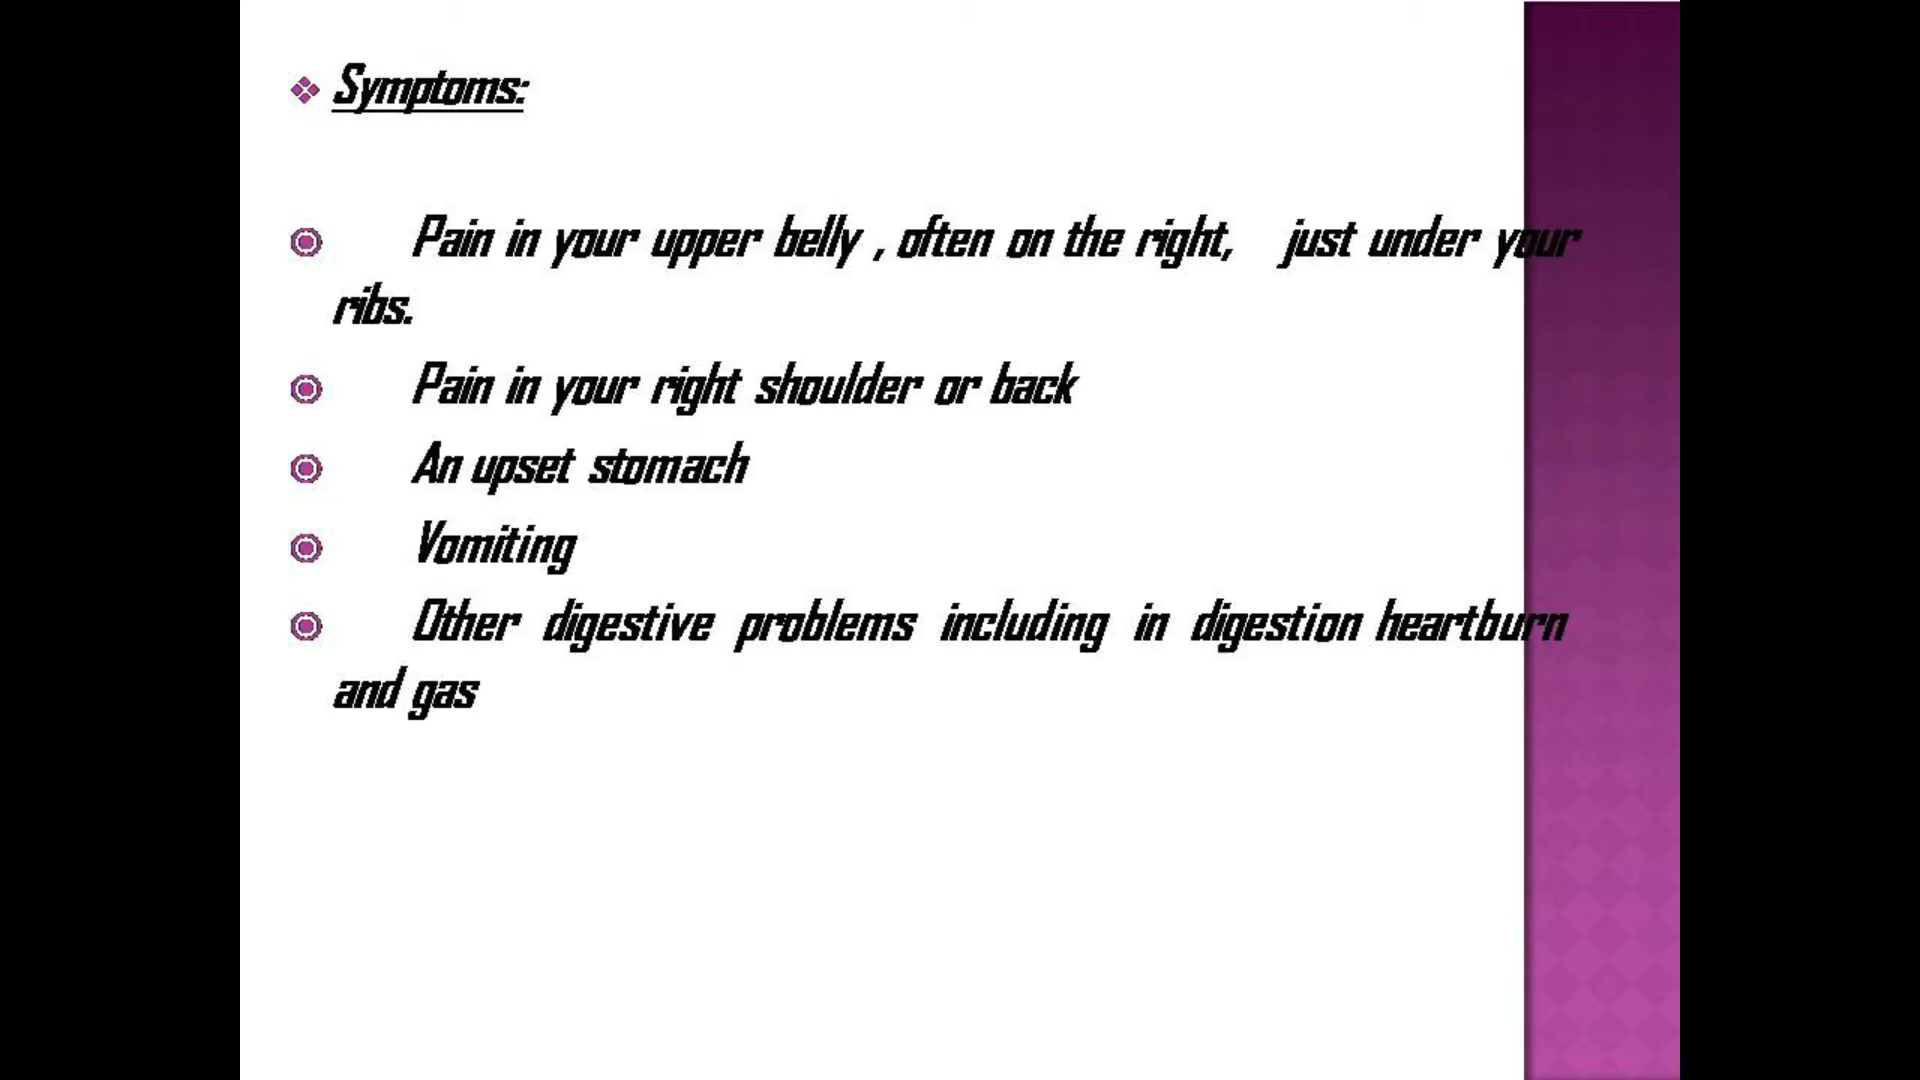 Symptoms:
Pain in your upper belly , often on the right, just under your
ribs.
Pain in your right shoulder or back
An upset stomach
Vomiting
Other digestive problems including in digestion heartburn
and gas